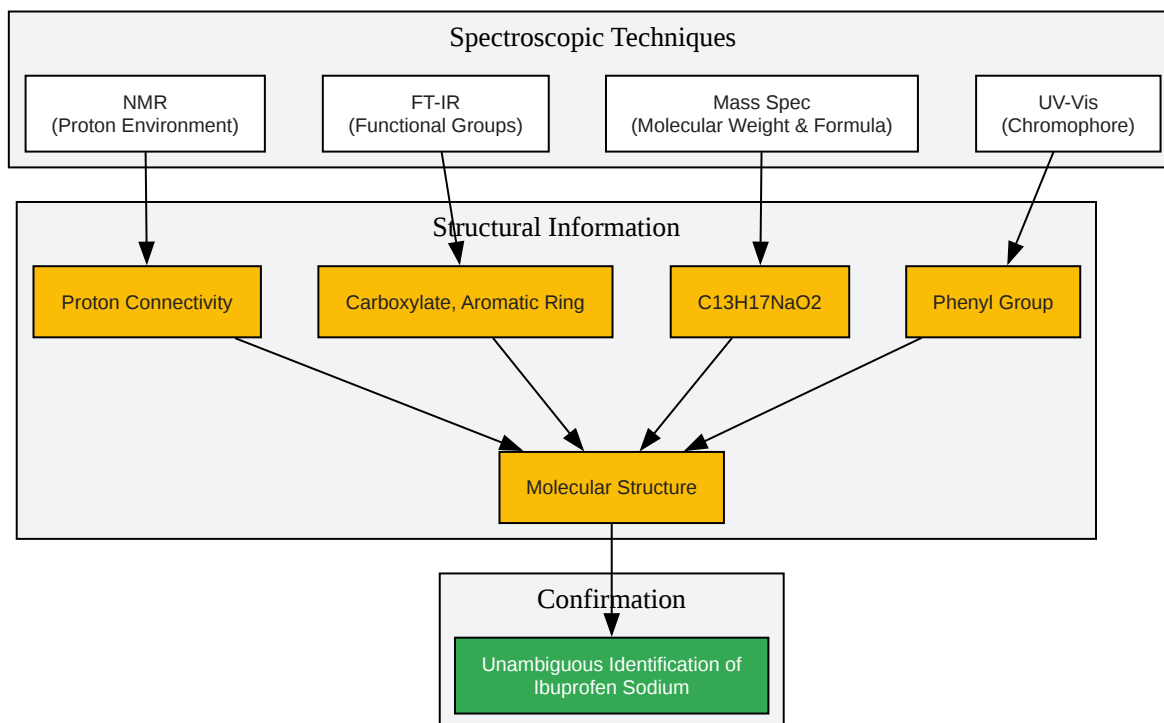 Spectroscopic Techniques
NMR
(Proton Environment)
FT-IR
(Functional Groups)
Mass Spec
(Molecular Weight & Formula)
UV-Vis
(Chromophore)
Structural Information
Proton Connectivity
Carboxylate, Aromatic Ring
C13H17NaO2
Phenyl Group
Molecular Structure
Confirmation
Unambiguous Identification of
Ibuprofen Sodium